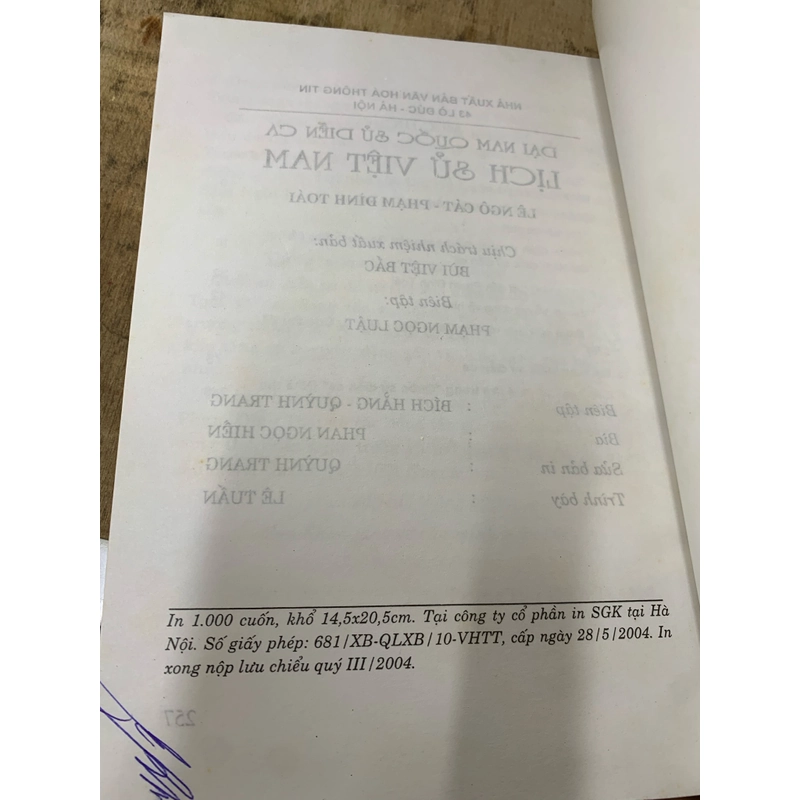 NHÀ XUẤT BẢN VĂN HOÁ THÔNG TIN
43 LÒ ĐÚC - HÀ NỘI
ĐẠI NAM QUỐC SỬ DIỄN CA
LỊCH SỬ VIỆT NAM
LÊ NGÔ CÁT - PHẠM ĐÌNH TOÁI
Chịu trách nhiệm xuất bản:
BÙI VIỆT BẮC
Biên tập:
PHẠM NGỌC LUẬT
Biên tập : BÍCH HẰNG - QUỲNH TRANG
Bìa : PHAN NGỌC HIỀN
Sửa bản in : QUỲNH TRANG
Trình bày : LÊ TUẤN
In 1.000 cuốn, khổ 14,5x20,5cm. Tại công ty cổ phần in SGK tại Hà
Nội. Số giấy phép: 681/XB-QLXB/10-VHTT, cấp ngày 28/5/2004. In
xong nộp lưu chiểu quý III/2004.
257